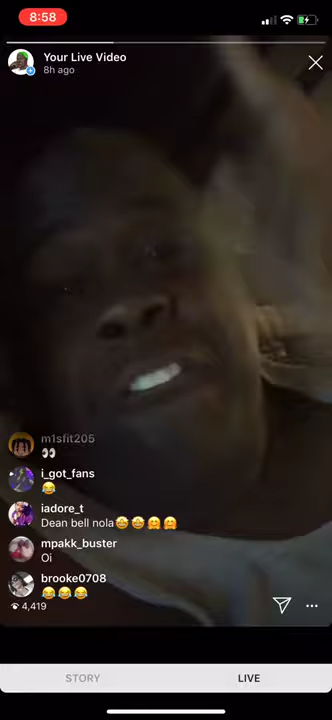 8:58
Your Live Video
8h ago
m1sfit205
👀
i_got_fans
😂
iadore_t
Dean bell nola🤩🤩🤗🤗
mpakk_buster
Oi
brooke0708
😂😂😂
4,419
STORY
LIVE